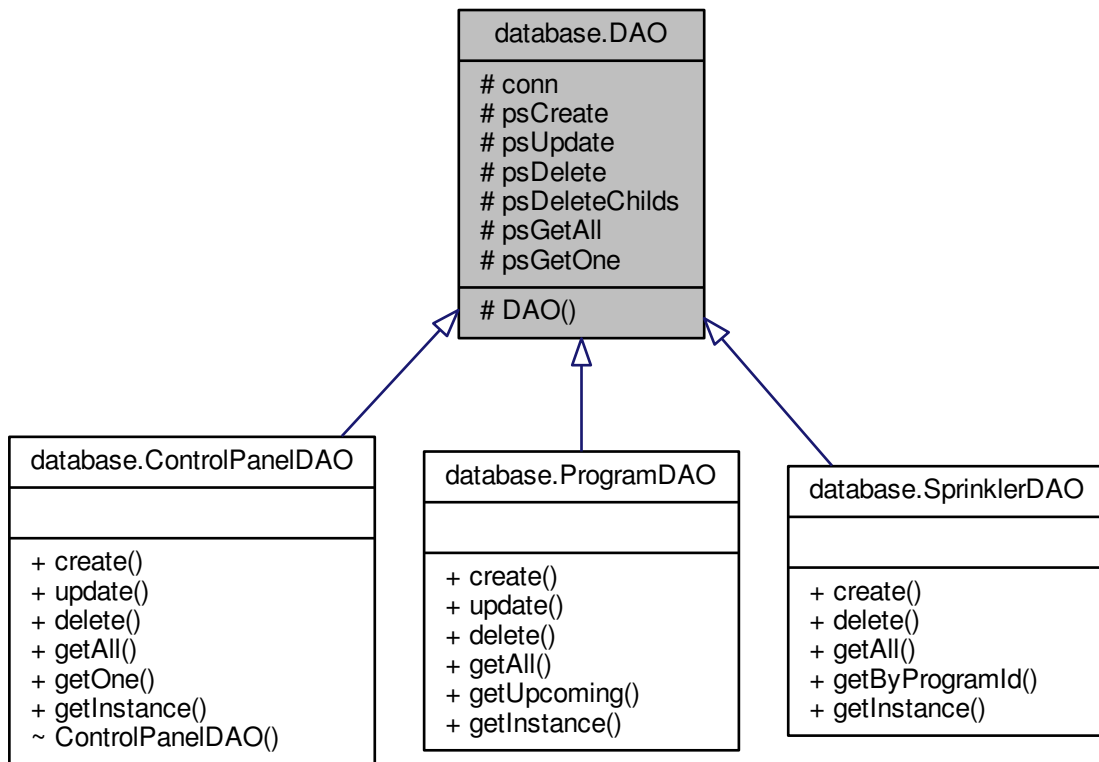 database.DAO
# conn
# psCreate
# psUpdate
# psDelete
# psDeleteChilds
# psGetAll
# psGetOne
# DAO()
database.ControlPanelDAO
+ create()
+ update()
+ delete()
+ getAll()
+ getOne()
+ getInstance()
~ ControlPanelDAO()
database.ProgramDAO
+ create()
+ update()
+ delete()
+ getAll()
+ getUpcoming()
+ getInstance()
database.SprinklerDAO
+ create()
+ delete()
+ getAll()
+ getByProgramId()
+ getInstance()